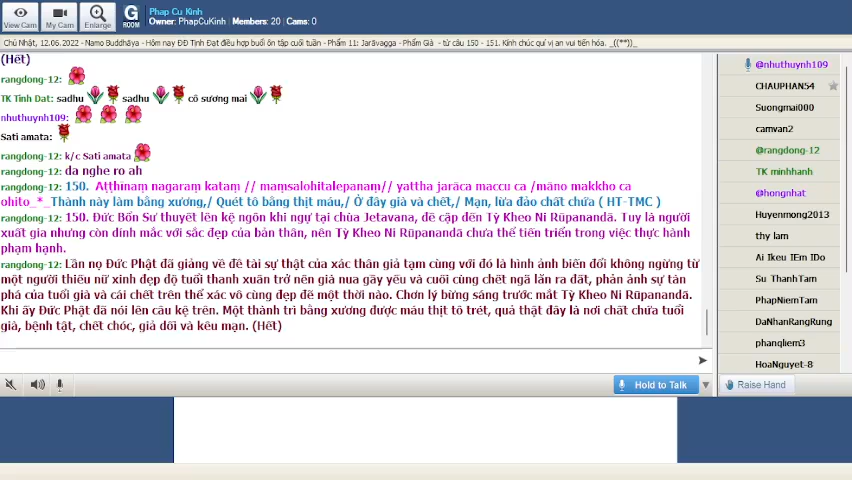 View Cam
My Cam
Enlarge
G
ROOM
Phap Cu Kinh
Owner: PhapCuKinh | Members: 20 | Cams: 0
Chủ Nhật, 12.06.2022 - Namo Buddhāya - Hôm nay ĐĐ Tịnh Đạt điều hợp buổi ôn tập cuối tuần - Phẩm 11: Jarāvagga - Phẩm Già - từ câu 150 - 151. Kính chúc quí vị an vui tiến hóa. _((**))_
(Hết)
rangdong-12:
TK Tinh Dat: sadhu sadhu cô sương mai
nhuthuynh109:
Sati amata:
rangdong-12: k/c Sati amata
rangdong-12: da nghe ro ah
rangdong-12: 150. Aṭṭhīnaṃ nagaraṃ kataṃ // maṃsalohitalepanaṃ// yattha jarāca maccu ca /māno makkho ca
ohito_*_Thành này làm bằng xương,/ Quét tô bằng thịt máu,/ Ở đây già và chết,/ Mạn, lừa đảo chất chứa ( HT-TMC )
rangdong-12: 150. Đức Bổn Sư thuyết lên kệ ngôn khi ngự tại chùa Jetavana, đề cập đến Tỳ Kheo Ni Rūpanandā. Tuy là người
xuất gia nhưng còn dính mắc với sắc đẹp của bản thân, nên Tỳ Kheo Ni Rūpanandā chưa thể tiến triển trong việc thực hành
phạm hạnh.
rangdong-12: Lần nọ Đức Phật đã giảng về đề tài sự thật của xác thân giả tạm cùng với đó là hình ảnh biến đổi không ngừng từ
một người thiếu nữ xinh đẹp độ tuổi thanh xuân trở nên già nua gãy yếu và cuối cùng chết ngã lăn ra đất, phản ảnh sự tàn
phá của tuổi già và cái chết trên thể xác vô cùng đẹp đẽ một thời nào. Chơn lý bừng sáng trước mắt Tỳ Kheo Ni Rūpanandā.
Khi ấy Đức Phật đã nói lên câu kệ trên. Một thành trì bằng xương được máu thịt tô trét, quả thật đây là nơi chất chứa tuổi
già, bệnh tật, chết chóc, giả dối và kêu mạn. (Hết)
@nhuthuynh109
CHAUPHAN54
Suongmai000
camvan2
@rangdong-12
TK minhhanh
@hongnhat
Huyenmong2013
thy lam
Ai Ikeu IEm IDo
Su ThanhTam
PhapNiemTam
DaNhanRangRung
phangliem3
HoaNguyet-8
Hold to Talk
Raise Hand